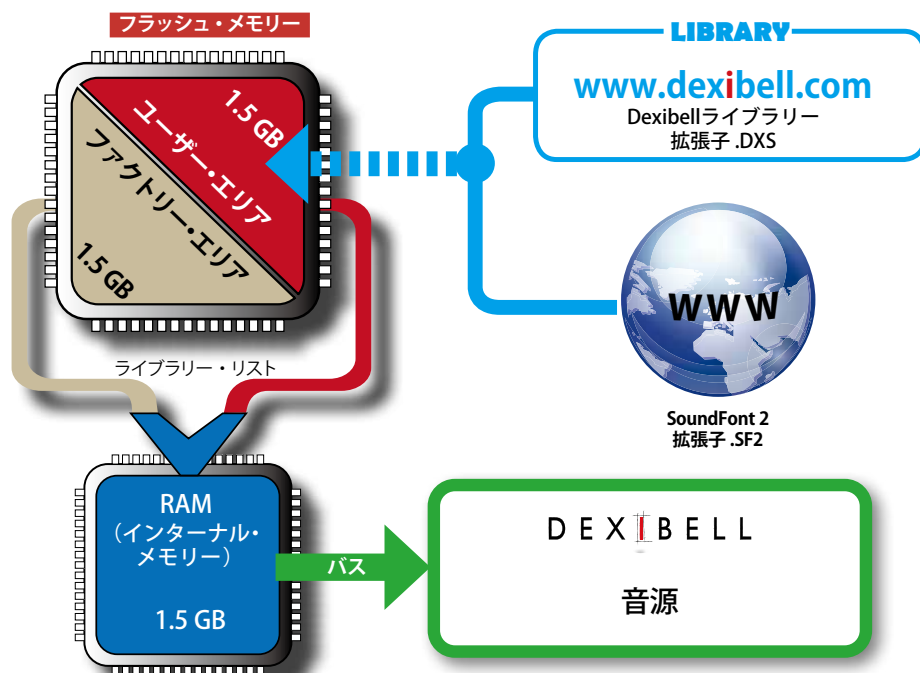 フラッシュ・メモリー
1.5 GB
ユーザー・エリア
ファクトリー・エリア
1.5 GB
LIBRARY
www.dexibell.com
Dexibellライブラリー
拡張子 .DXS
WWW
SoundFont 2
拡張子 .SF2
ライブラリー・リスト
RAM
（インターナル・
メモリー）
1.5 GB
バス
DEXIBELL
音源